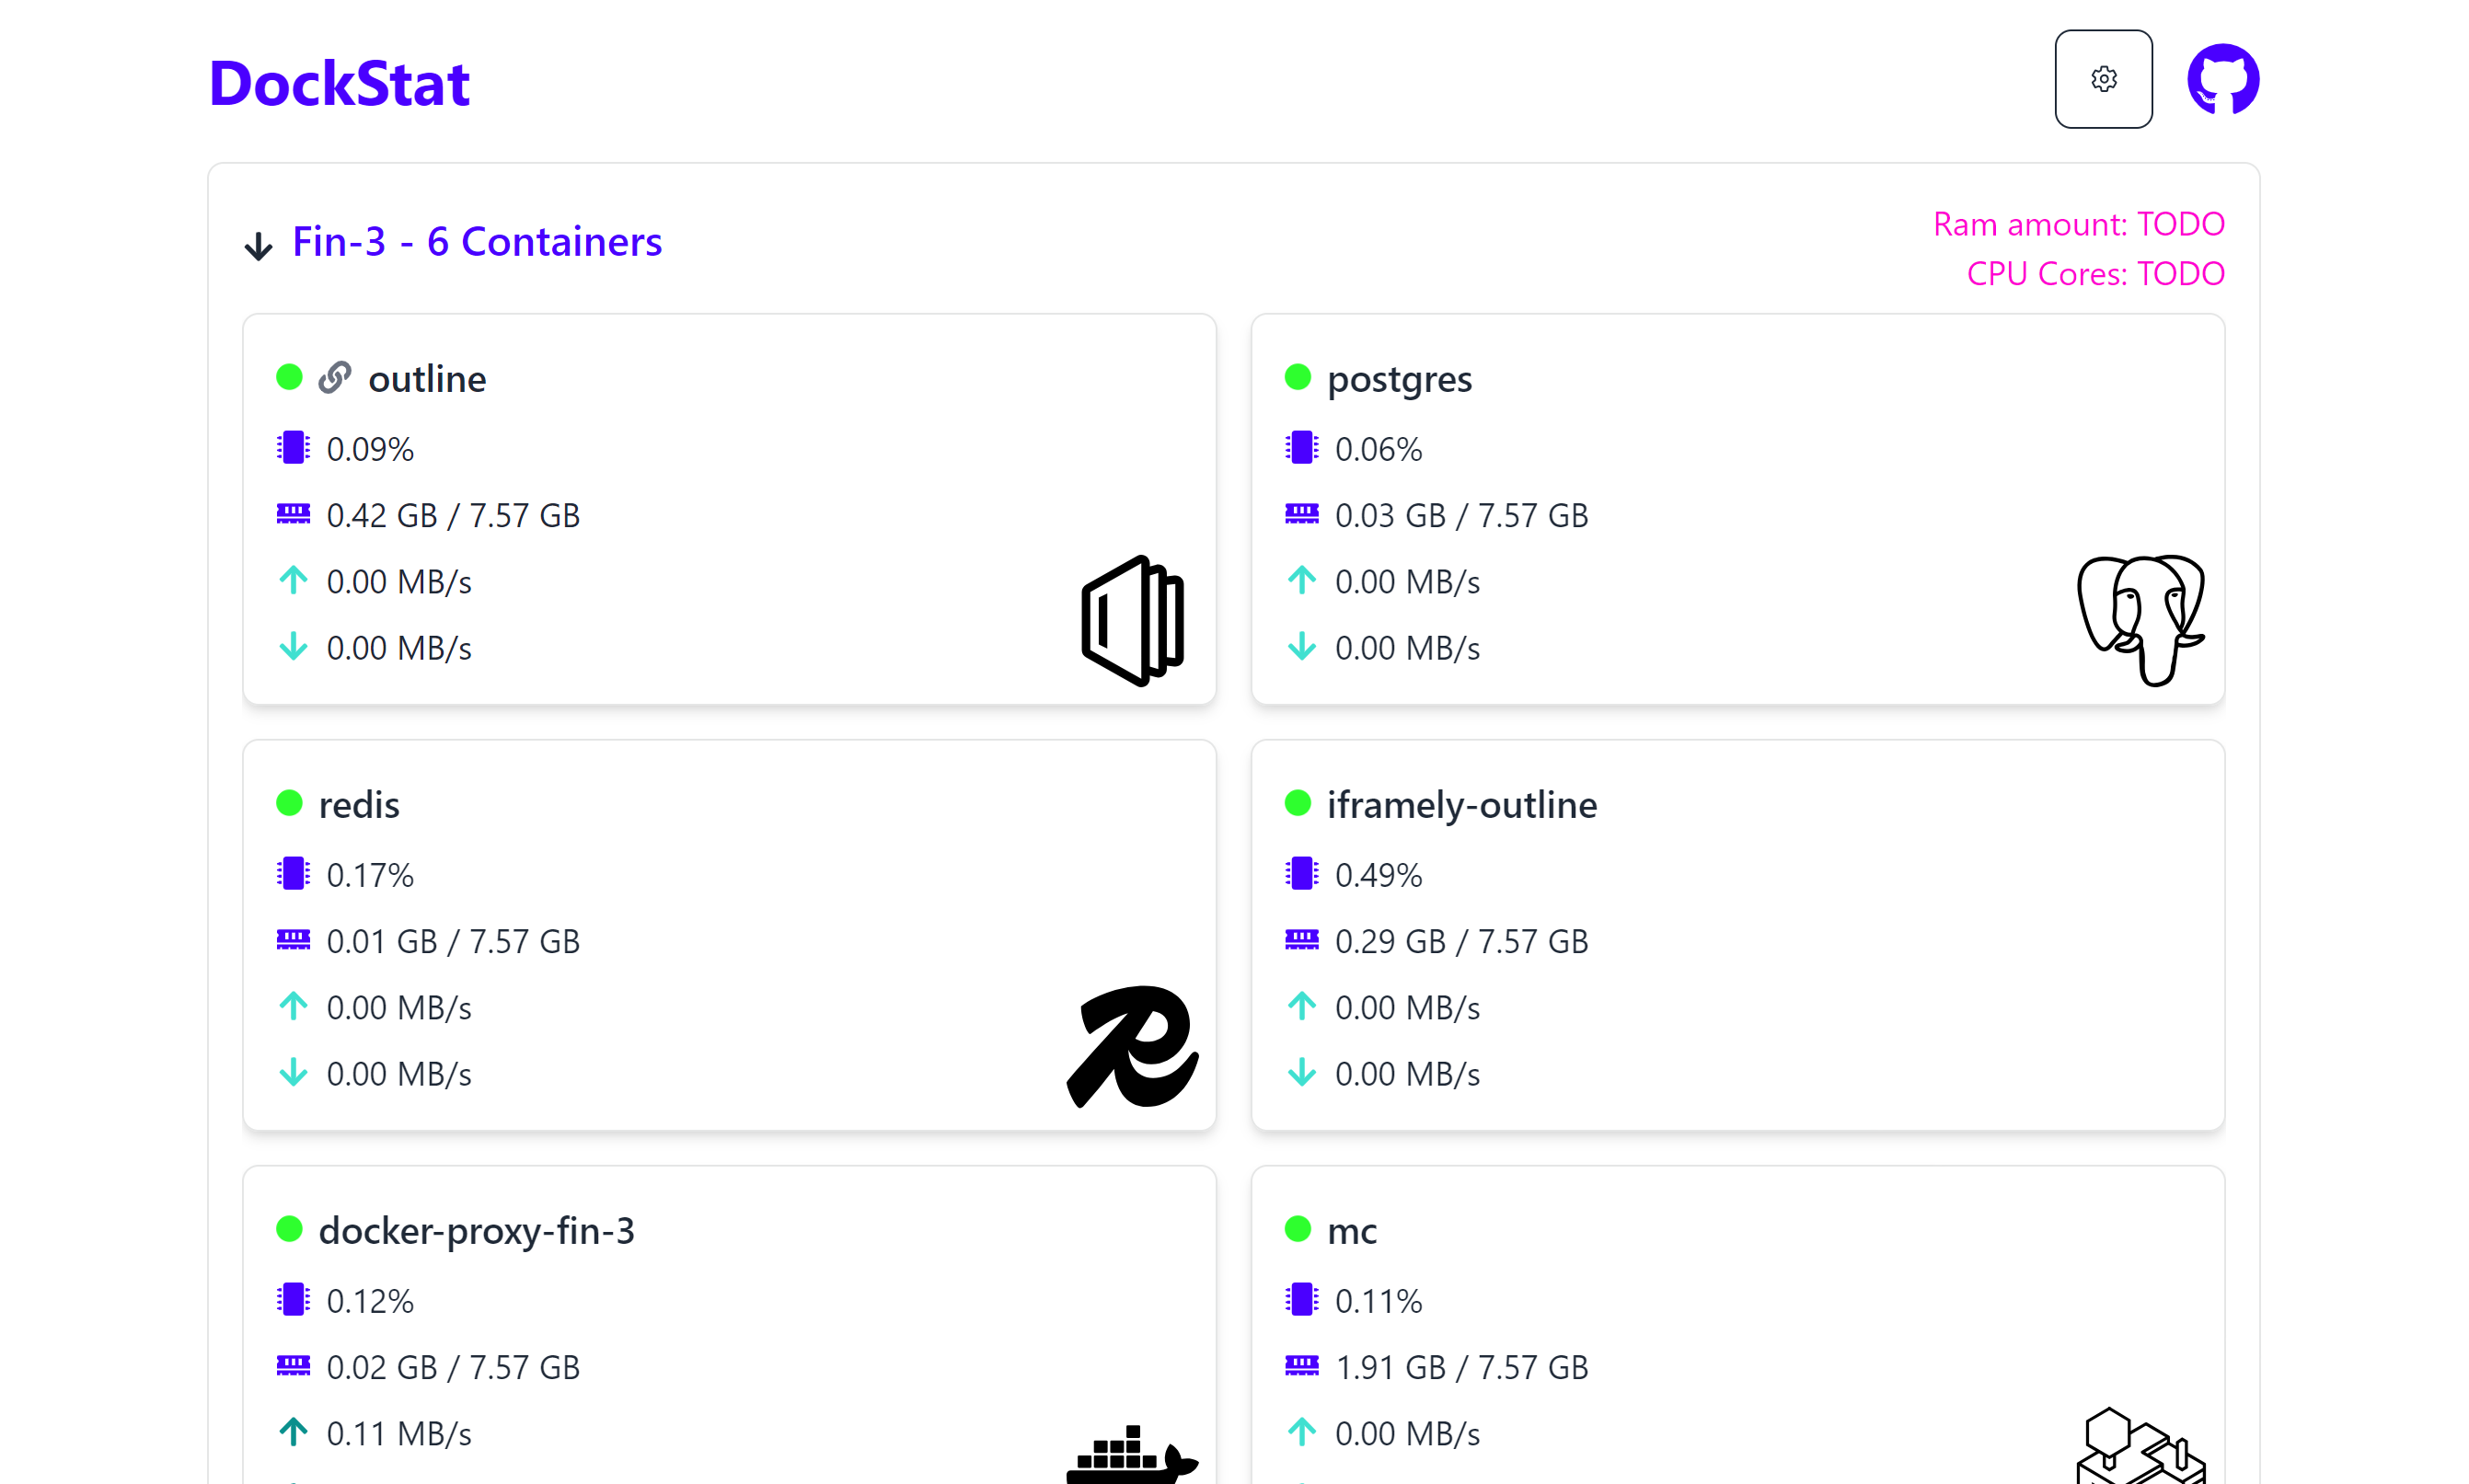 DockStat
Fin-3 - 6 Containers
Ram amount: TODO
CPU Cores: TODO
outline
0.09%
0.42 GB / 7.57 GB
0.00 MB/s
0.00 MB/s
postgres
0.06%
0.03 GB / 7.57 GB
0.00 MB/s
0.00 MB/s
redis
0.17%
0.01 GB / 7.57 GB
0.00 MB/s
0.00 MB/s
iframely-outline
0.49%
0.29 GB / 7.57 GB
0.00 MB/s
0.00 MB/s
docker-proxy-fin-3
0.12%
0.02 GB / 7.57 GB
0.11 MB/s
mc
0.11%
1.91 GB / 7.57 GB
0.00 MB/s